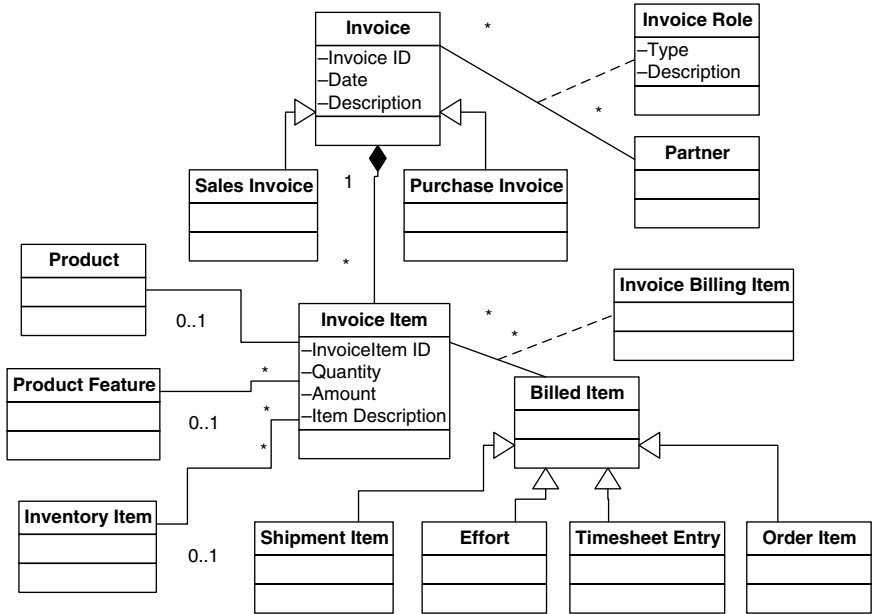 Invoice
–Invoice ID
–Date
–Description
*
Invoice Role
–Type
–Description
*
Partner
Sales Invoice
1
Purchase Invoice
*
Product
0..1
Invoice Item
–InvoiceItem ID
–Quantity
–Amount
–Item Description
*
*
Invoice Billing Item
Product Feature
*
0..1
*
*
Billed Item
Inventory Item
0..1
Shipment Item
Effort
Timesheet Entry
Order Item